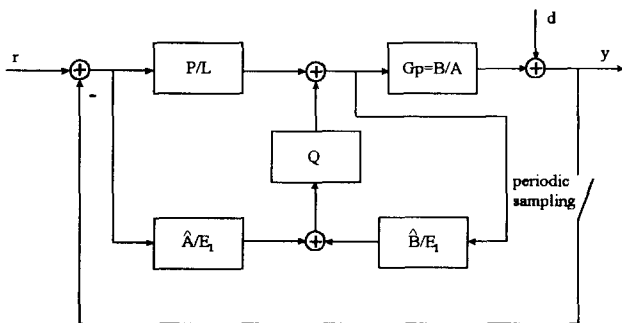 d
r
P/L
Gp=B/A
y
-
Q
periodic
sampling
Â/E₁
B̂/E₁